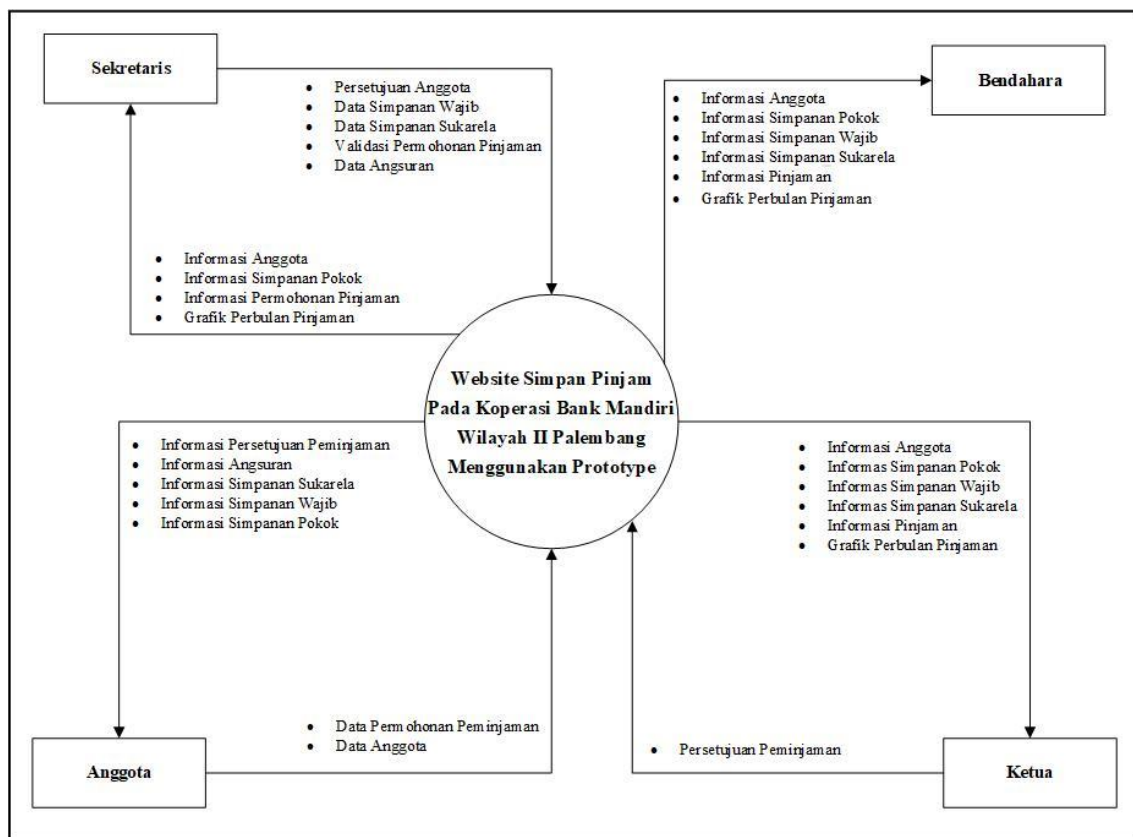 Sekretaris
• Persetujuan Anggota
• Data Simpanan Wajib
• Data Simpanan Sukarela
• Validasi Permohonan Pinjaman
• Data Angsuran
Bendahara
• Informasi Anggota
• Informasi Simpanan Pokok
• Informasi Simpanan Wajib
• Informasi Simpanan Sukarela
• Informasi Pinjaman
• Grafik Perbulan Pinjaman
• Informasi Anggota
• Informasi Simpanan Pokok
• Informasi Permohonan Pinjaman
• Grafik Perbulan Pinjaman
Website Simpan Pinjam
Pada Koperasi Bank Mandiri
Wilayah II Palembang
Menggunakan Prototype
• Informasi Persetujuan Peminjaman
• Informasi Angsuran
• Informasi Simpanan Sukarela
• Informasi Simpanan Wajib
• Informasi Simpanan Pokok
• Informasi Anggota
• Informas Simpanan Pokok
• Informas Simpanan Wajib
• Informas Simpanan Sukarela
• Informasi Pinjaman
• Grafik Perbulan Pinjaman
Anggota
• Data Permohonan Peminjaman
• Data Anggota
• Persetujuan Peminjaman
Ketua